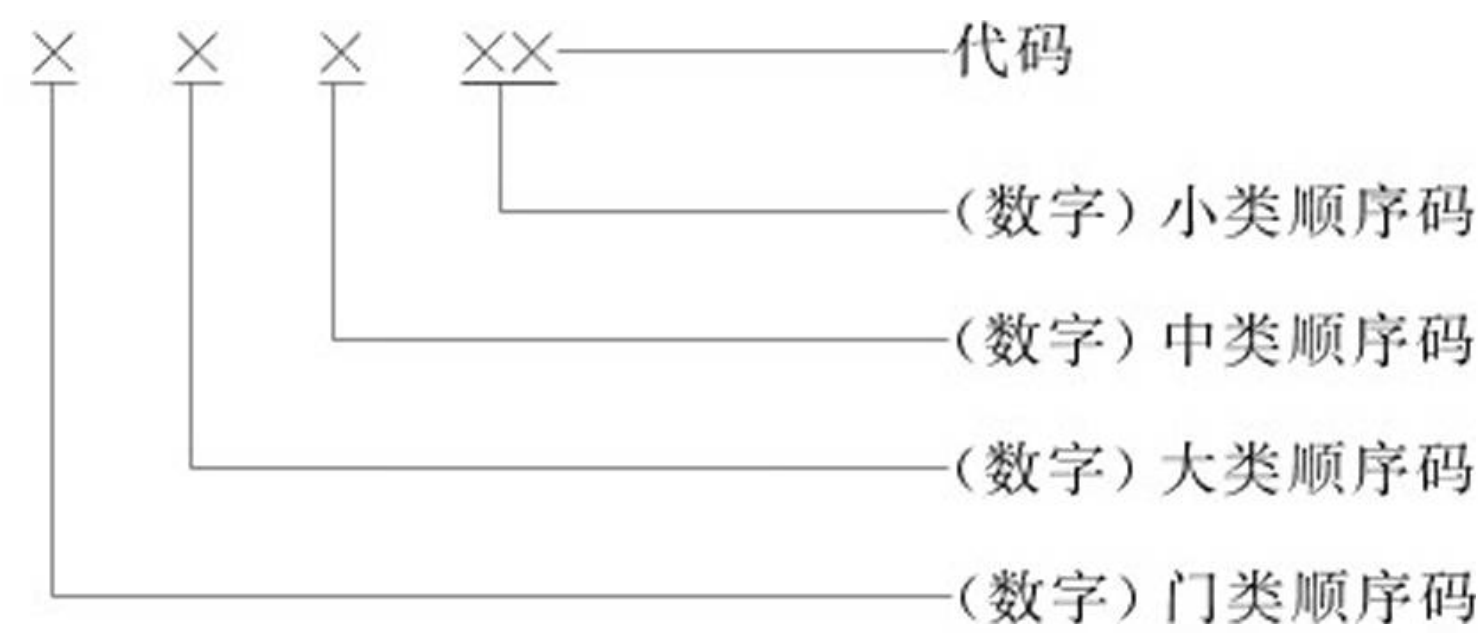 × × × ×× 代码
(数字) 小类顺序码
(数字) 中类顺序码
(数字) 大类顺序码
(数字) 门类顺序码